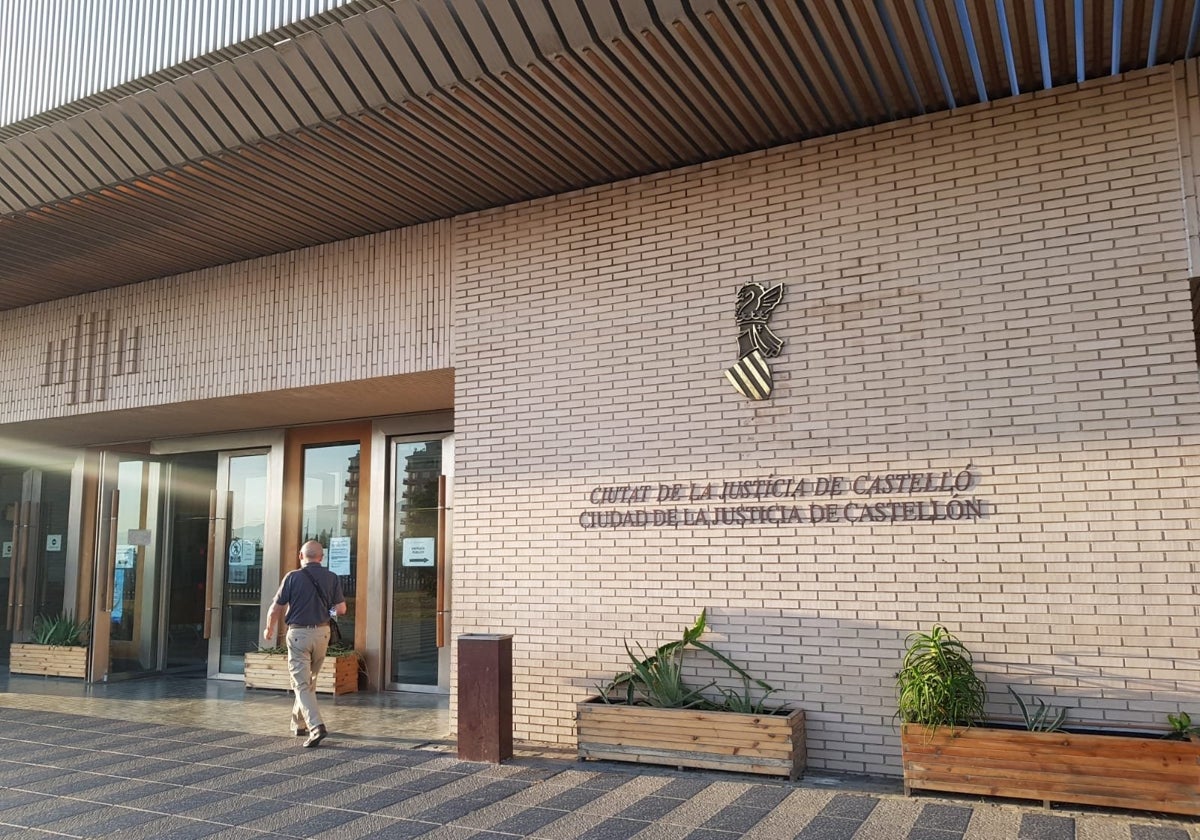 CIUTAT DE LA JUSTÍCIA DE CASTELLÓ
CIUDAD DE LA JUSTICIA DE CASTELLÓN